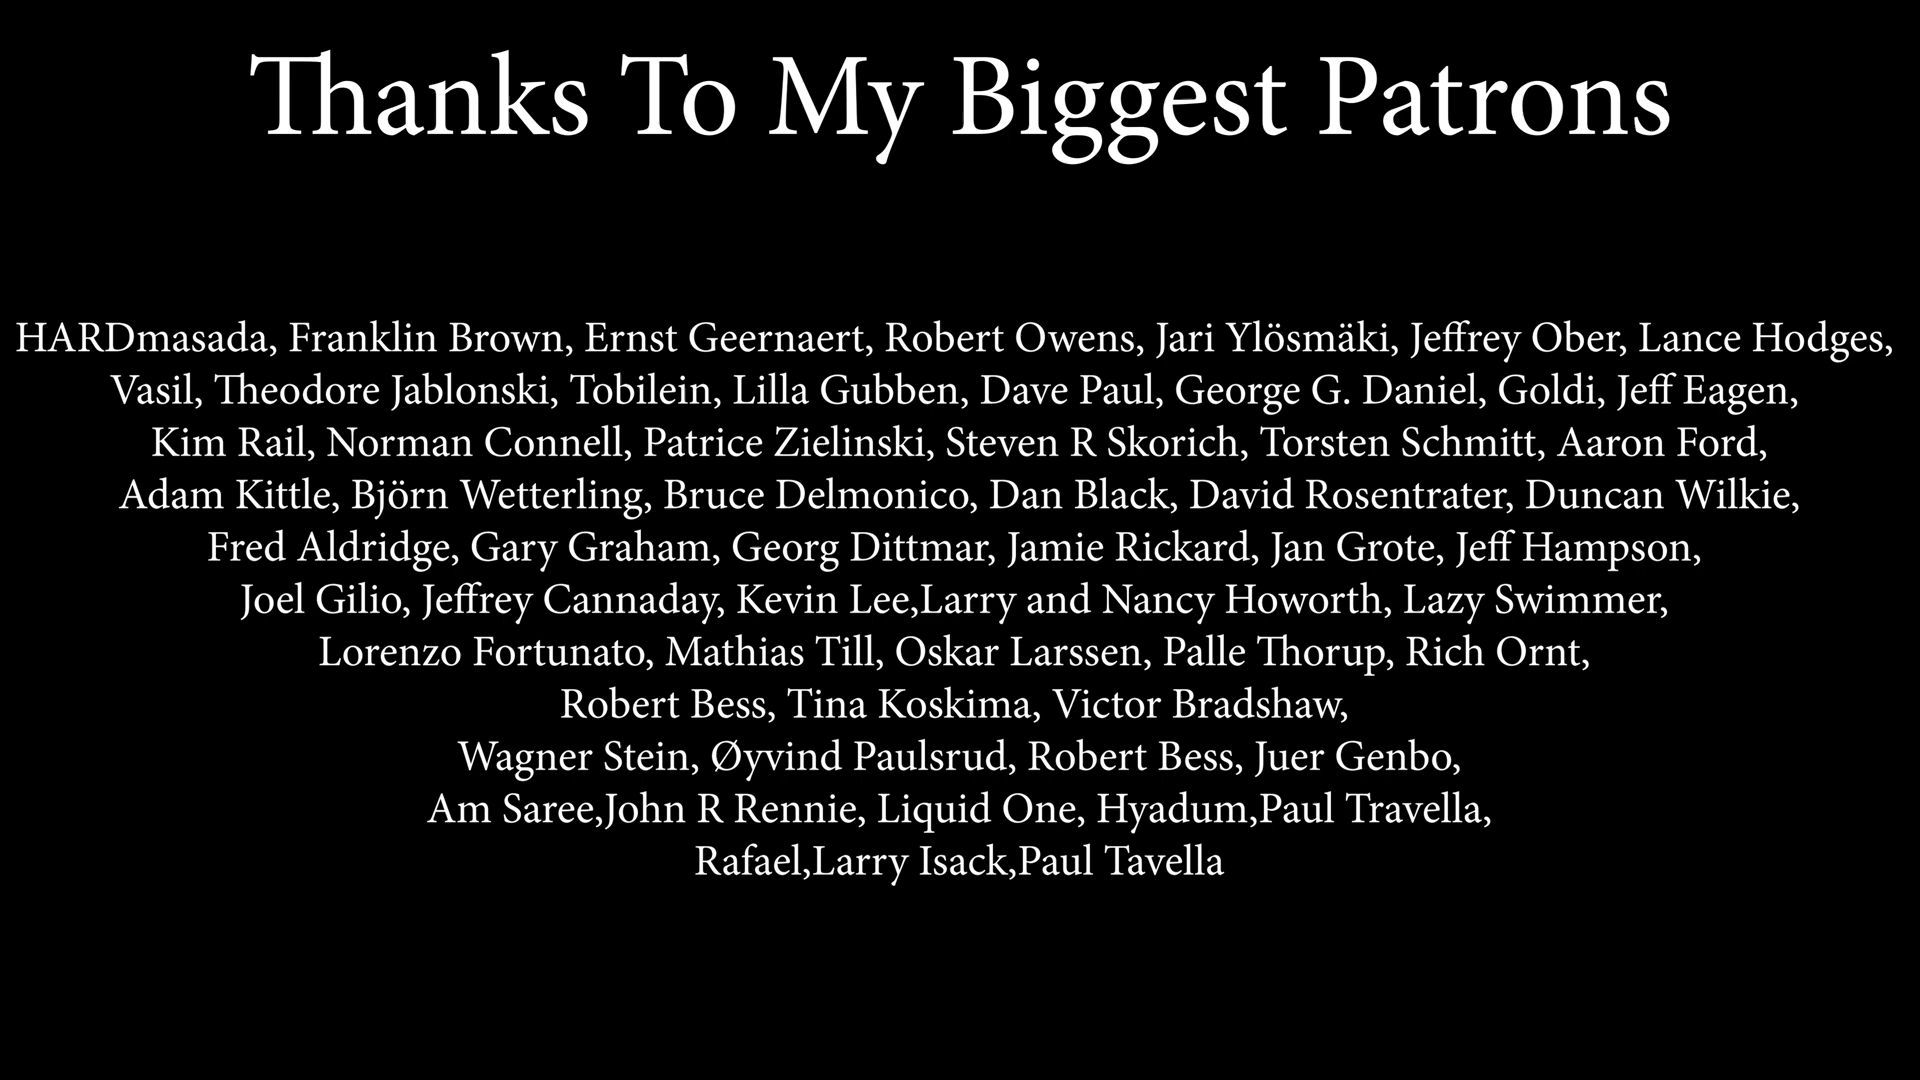 Thanks To My Biggest Patrons
HARDmasada, Franklin Brown, Ernst Geernaert, Robert Owens, Jari Ylösmäki, Jeffrey Ober, Lance Hodges,
Vasil, Theodore Jablonski, Tobilein, Lilla Gubben, Dave Paul, George G. Daniel, Goldi, Jeff Eagen,
Kim Rail, Norman Connell, Patrice Zielinski, Steven R Skorich, Torsten Schmitt, Aaron Ford,
Adam Kittle, Björn Wetterling, Bruce Delmonico, Dan Black, David Rosentrater, Duncan Wilkie,
Fred Aldridge, Gary Graham, Georg Dittmar, Jamie Rickard, Jan Grote, Jeff Hampson,
Joel Gilio, Jeffrey Cannaday, Kevin Lee,Larry and Nancy Howorth, Lazy Swimmer,
Lorenzo Fortunato, Mathias Till, Oskar Larssen, Palle Thorup, Rich Ornt,
Robert Bess, Tina Koskima, Victor Bradshaw,
Wagner Stein, Øyvind Paulsrud, Robert Bess, Juer Genbo,
Am Saree,John R Rennie, Liquid One, Hyadum,Paul Travella,
Rafael,Larry Isack,Paul Tavella